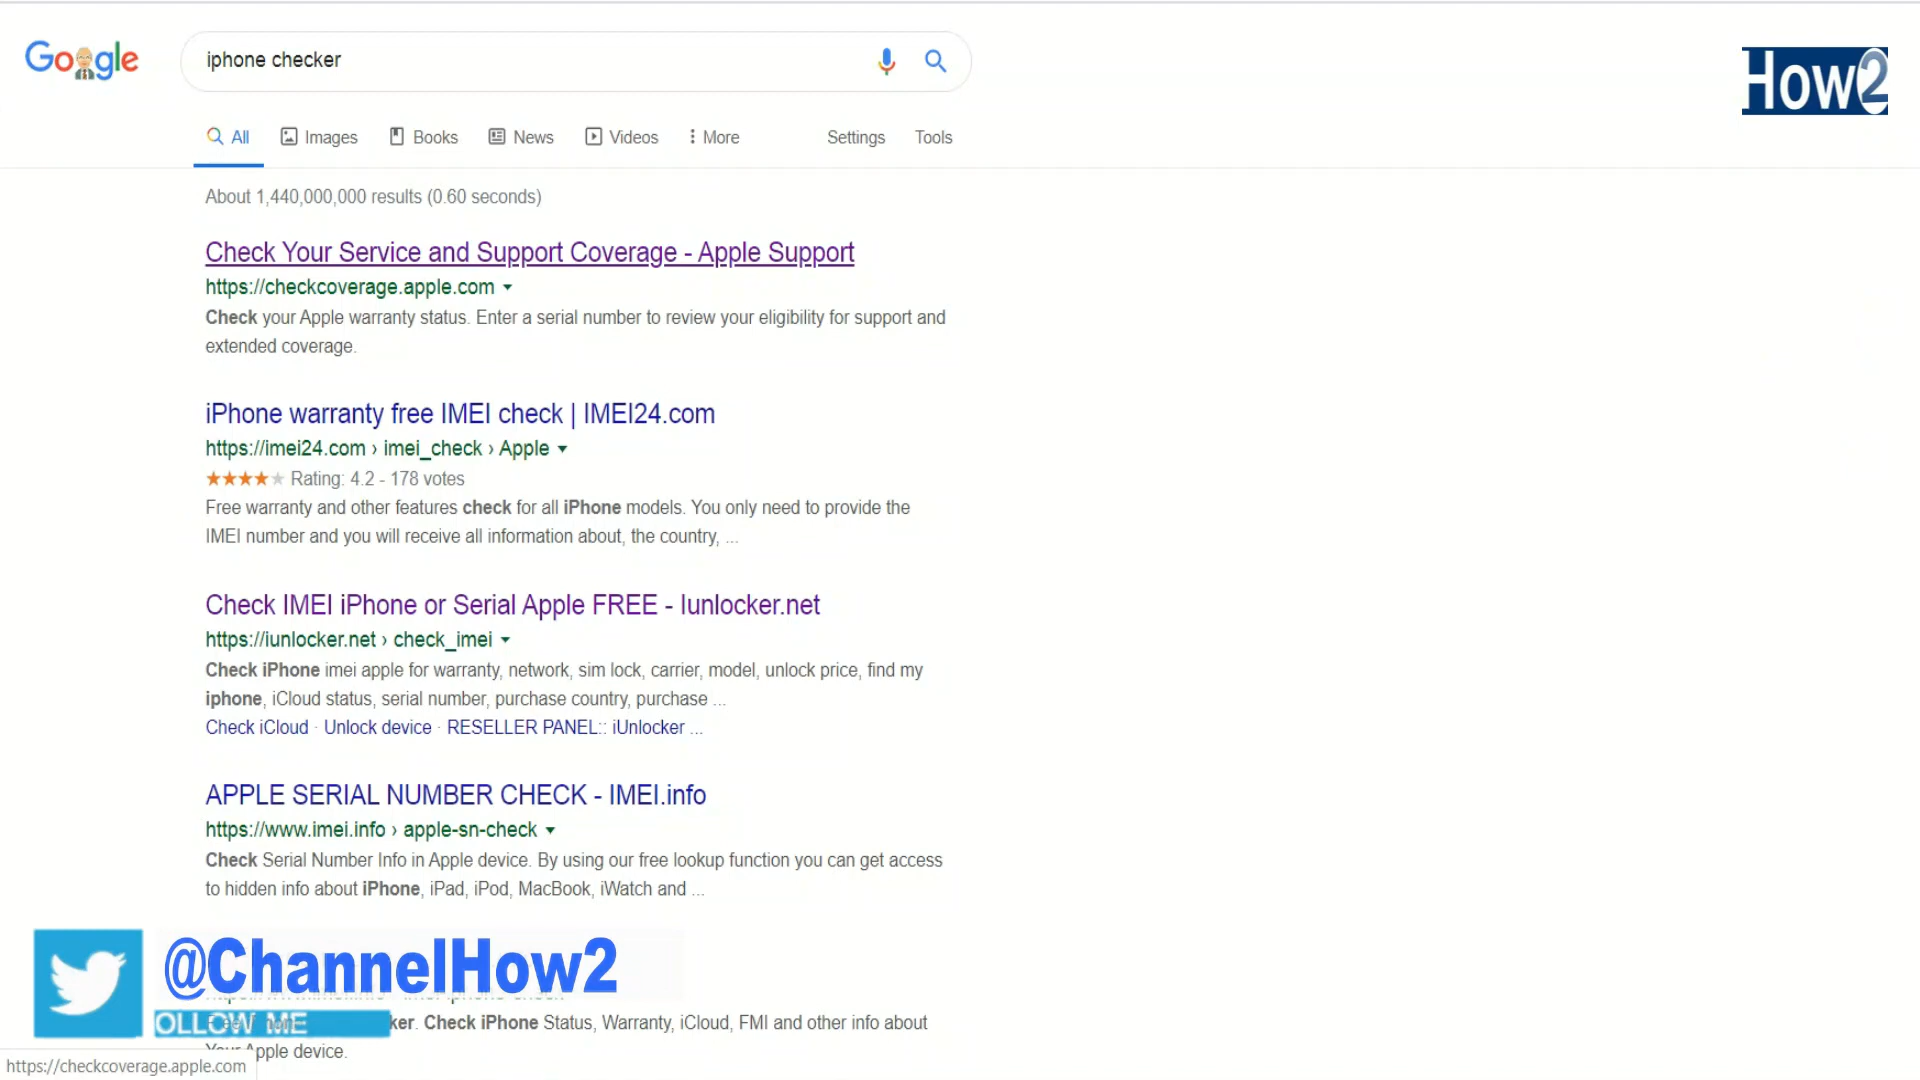 Google
iphone checker
How2
All Images Books News Videos More Settings Tools
About 1,440,000,000 results (0.60 seconds)
Check Your Service and Support Coverage - Apple Support
https://checkcoverage.apple.com
Check your Apple warranty status. Enter a serial number to review your eligibility for support and
extended coverage.
iPhone warranty free IMEI check | IMEI24.com
https://imei24.com › imei_check › Apple
Rating: 4.2 - 178 votes
Free warranty and other features check for all iPhone models. You only need to provide the
IMEI number and you will receive all information about, the country, ...
Check IMEI iPhone or Serial Apple FREE - Iunlocker.net
https://iunlocker.net › check_imei
Check iPhone imei apple for warranty, network, sim lock, carrier, model, unlock price, find my
iphone, iCloud status, serial number, purchase country, purchase ...
Check iCloud · Unlock device · RESELLER PANEL:: iUnlocker ...
APPLE SERIAL NUMBER CHECK - IMEI.info
https://www.imei.info › apple-sn-check
Check Serial Number Info in Apple device. By using our free lookup function you can get access
to hidden info about iPhone, iPad, iPod, MacBook, iWatch and ...
@ChannelHow2
OLLOW ME
ker. Check iPhone Status, Warranty, iCloud, FMI and other info about
Your Apple device.
https://checkcoverage.apple.com